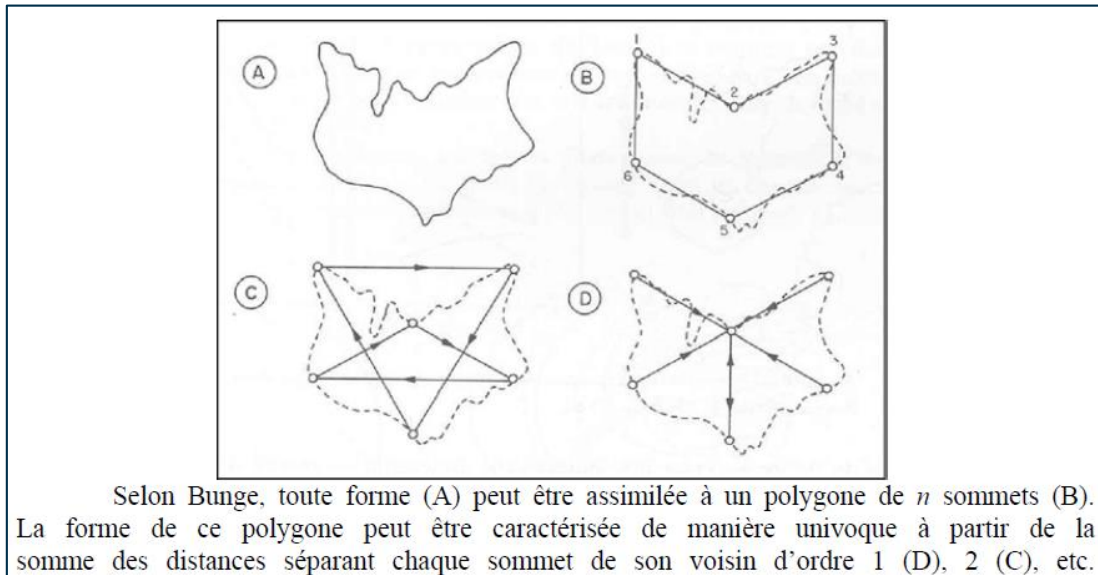 A
B
1
2
3
4
5
6
C
D
Selon Bunge, toute forme (A) peut être assimilée à un polygone de n sommets (B).
La forme de ce polygone peut être caractérisée de manière univoque à partir de la
somme des distances séparant chaque sommet de son voisin d’ordre 1 (D), 2 (C), etc.